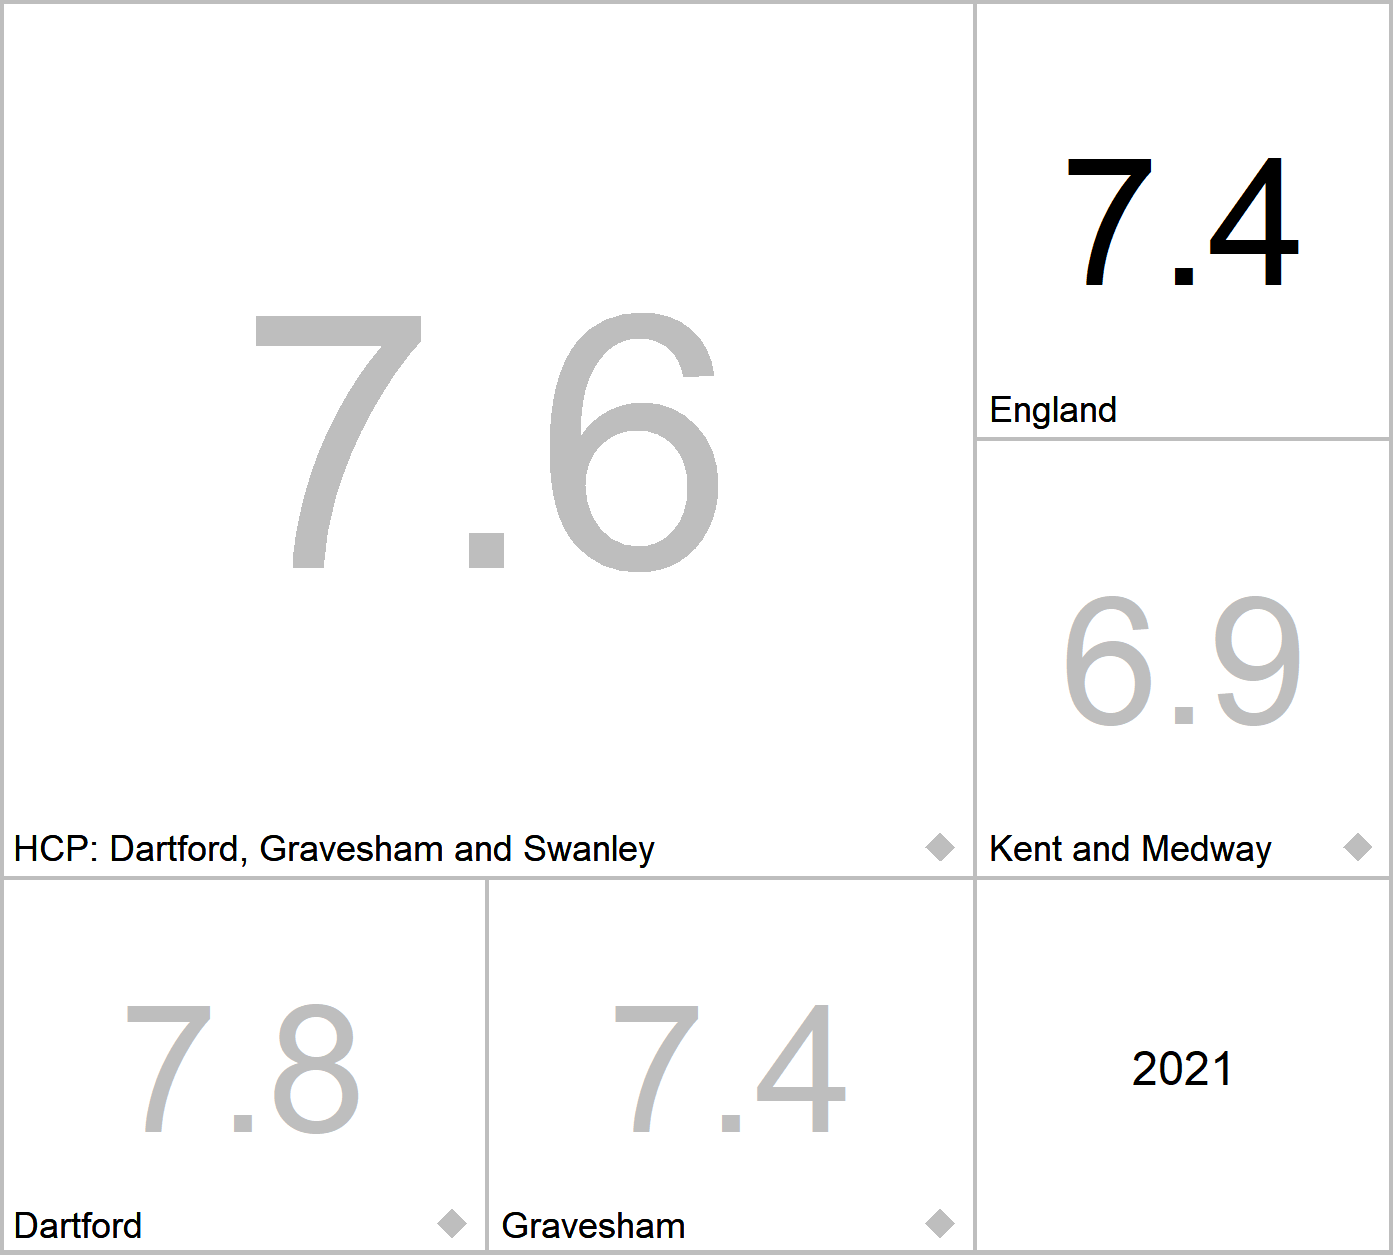 7.6
HCP: Dartford, Gravesham and Swanley
7.4
England
6.9
Kent and Medway
7.8
Dartford
7.4
Gravesham
2021